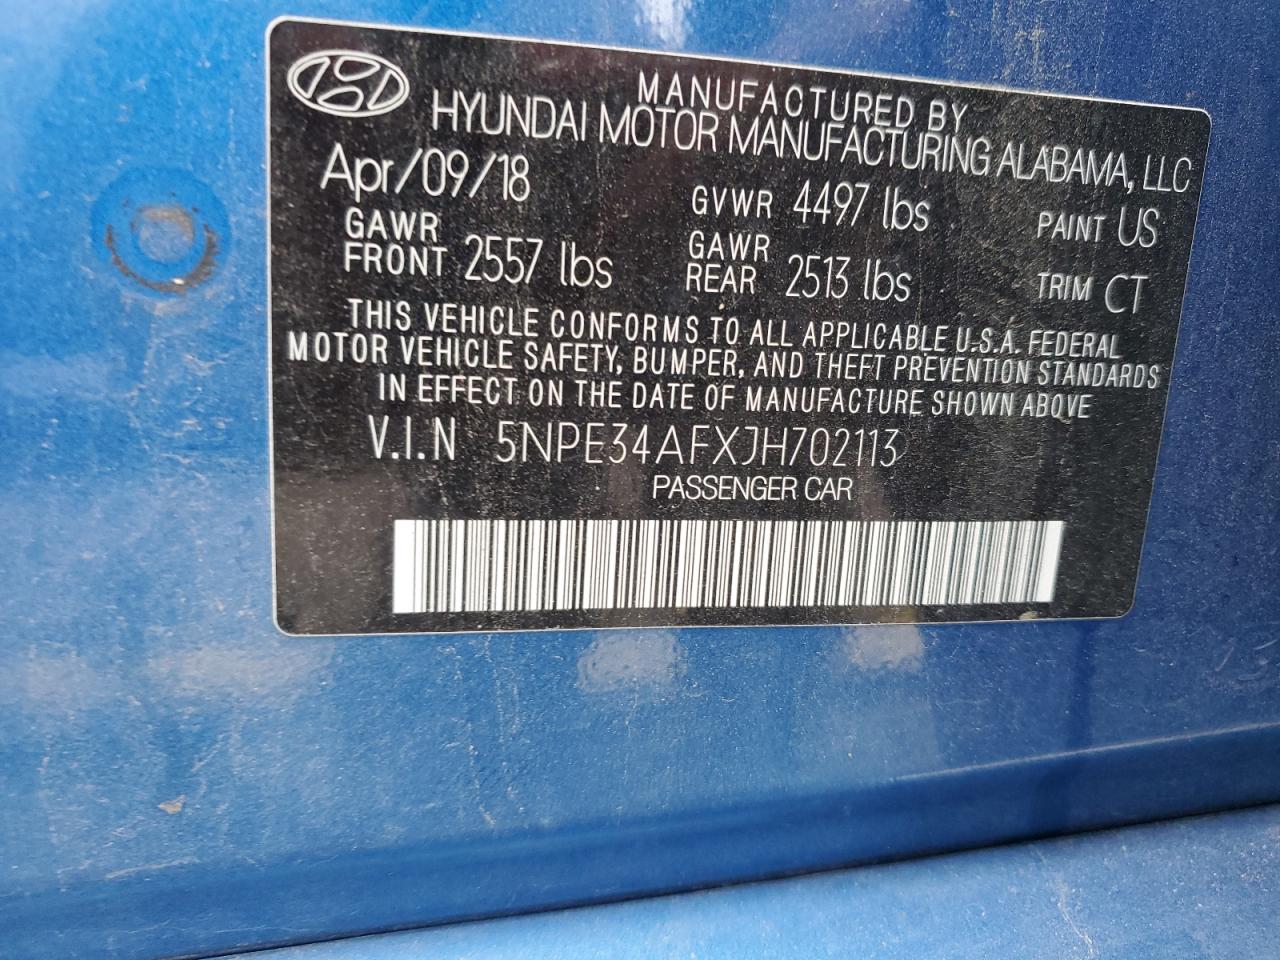 MANUFACTURED BY
HYUNDAI MOTOR MANUFACTURING ALABAMA, LLC
Apr/09/18 GVWR 4497 lbs PAINT US
GAWR FRONT 2557 lbs GAWR REAR 2513 lbs TRIM CT
THIS VEHICLE CONFORMS TO ALL APPLICABLE U.S.A. FEDERAL
MOTOR VEHICLE SAFETY, BUMPER, AND THEFT PREVENTION STANDARDS
IN EFFECT ON THE DATE OF MANUFACTURE SHOWN ABOVE
V.I.N 5NPE34AFXJH702113
PASSENGER CAR